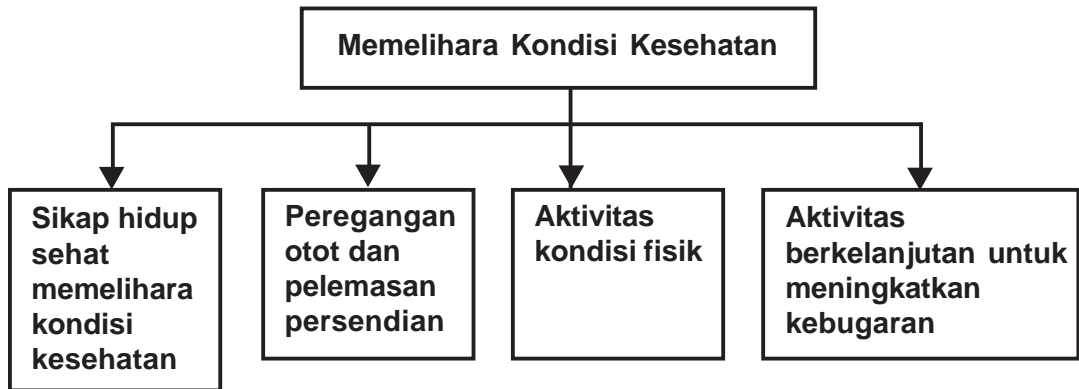 Memelihara Kondisi Kesehatan
Sikap hidup
sehat
memelihara
kondisi
kesehatan
Peregangan
otot dan
pelemasan
persendian
Aktivitas
kondisi fisik
Aktivitas
berkelanjutan untuk
meningkatkan
kebugaran